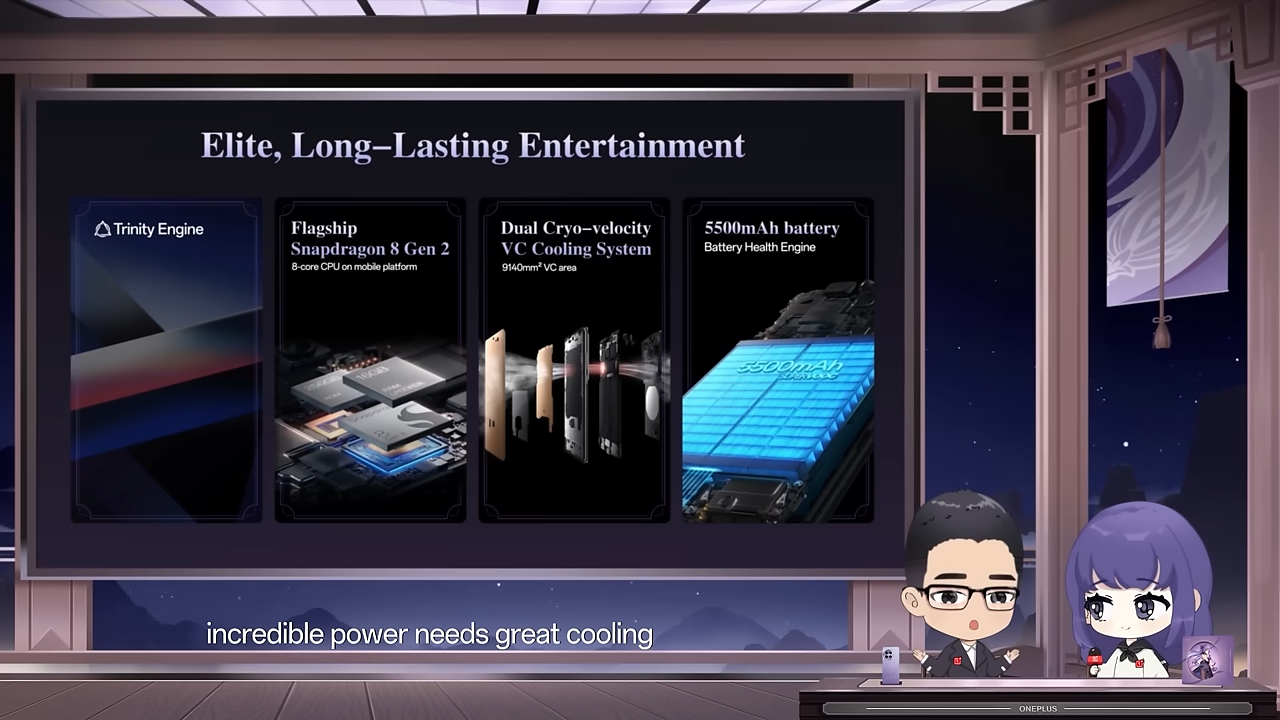 Elite, Long–Lasting Entertainment
Trinity Engine
Flagship
Snapdragon 8 Gen 2
8-core CPU on mobile platform
Dual Cryo–velocity
VC Cooling System
9140mm² VC area
5500mAh battery
Battery Health Engine
5500mAh
incredible power needs great cooling
ONEPLUS